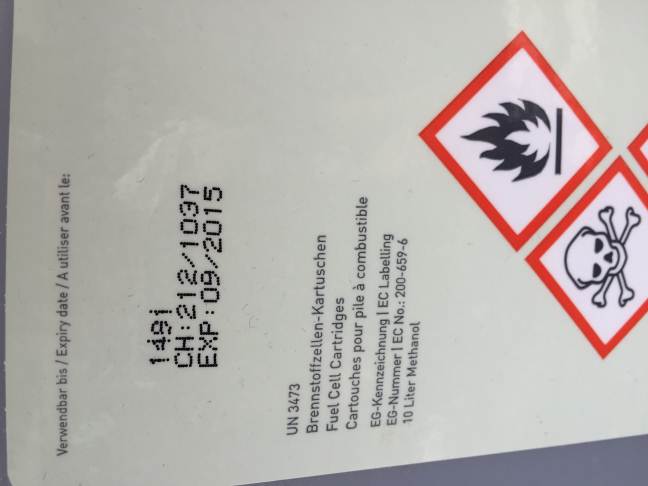 Verwendbar bis / Expiry date / A utiliser avant le:
149i
CH:212/1037
EXP:09/2015
UN 3473
Brennstoffzellen-Kartuschen
Fuel Cell Cartridges
Cartouches pour pile à combustible
EG-Kennzeichnung | EC Labelling
EG-Nummer | EC No.: 200-659-6
10 Liter Methanol